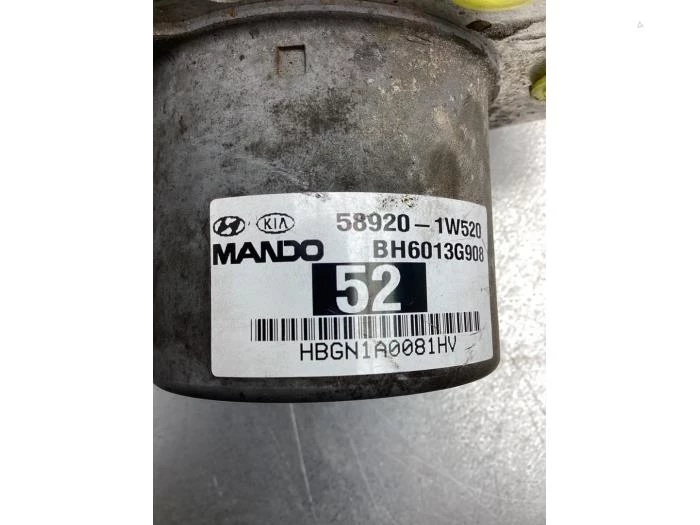 KIA 58920-1W520
MANDO BH6013G908
52
HBGN1A0081HV